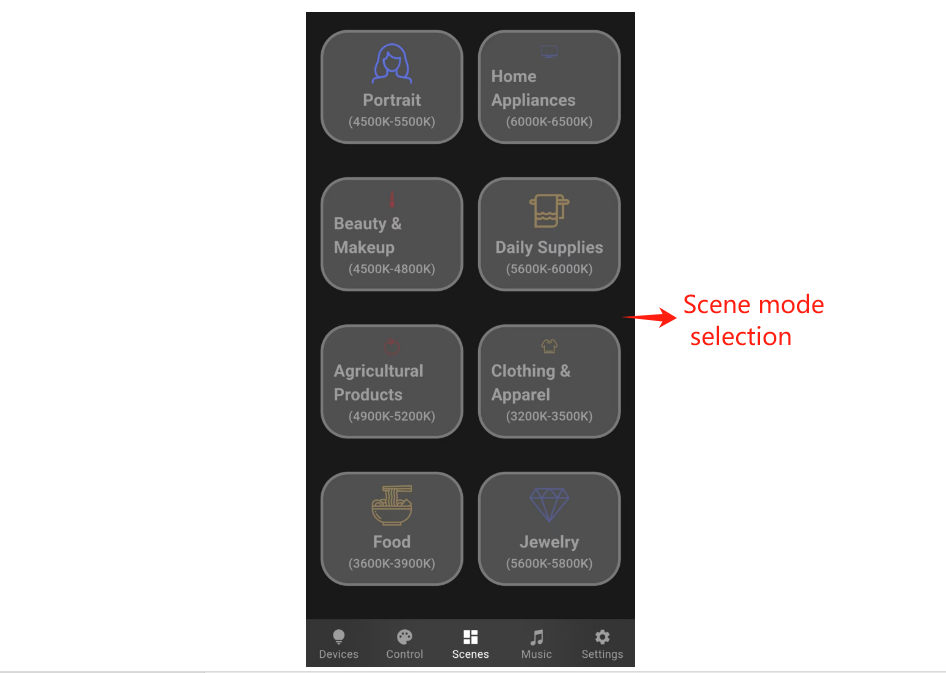 Portrait
(4500K-5500K)
Home
Appliances
(6000K-6500K)
Beauty &
Makeup
(4500K-4800K)
Daily Supplies
(5600K-6000K)
Scene mode
selection
Agricultural
Products
(4900K-5200K)
Clothing &
Apparel
(3200K-3500K)
Food
(3600K-3900K)
Jewelry
(5600K-5800K)
Devices
Control
Scenes
Music
Settings